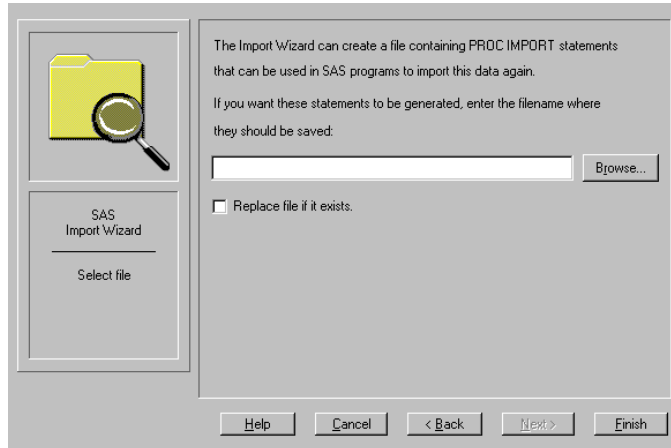 The Import Wizard can create a file containing PROC IMPORT statements
that can be used in SAS programs to import this data again.
If you want these statements to be generated, enter the filename where
they should be saved:
Browse...
Replace file if it exists.
SAS
Import Wizard
Select file
Help
Cancel
< Back
Next >
Finish